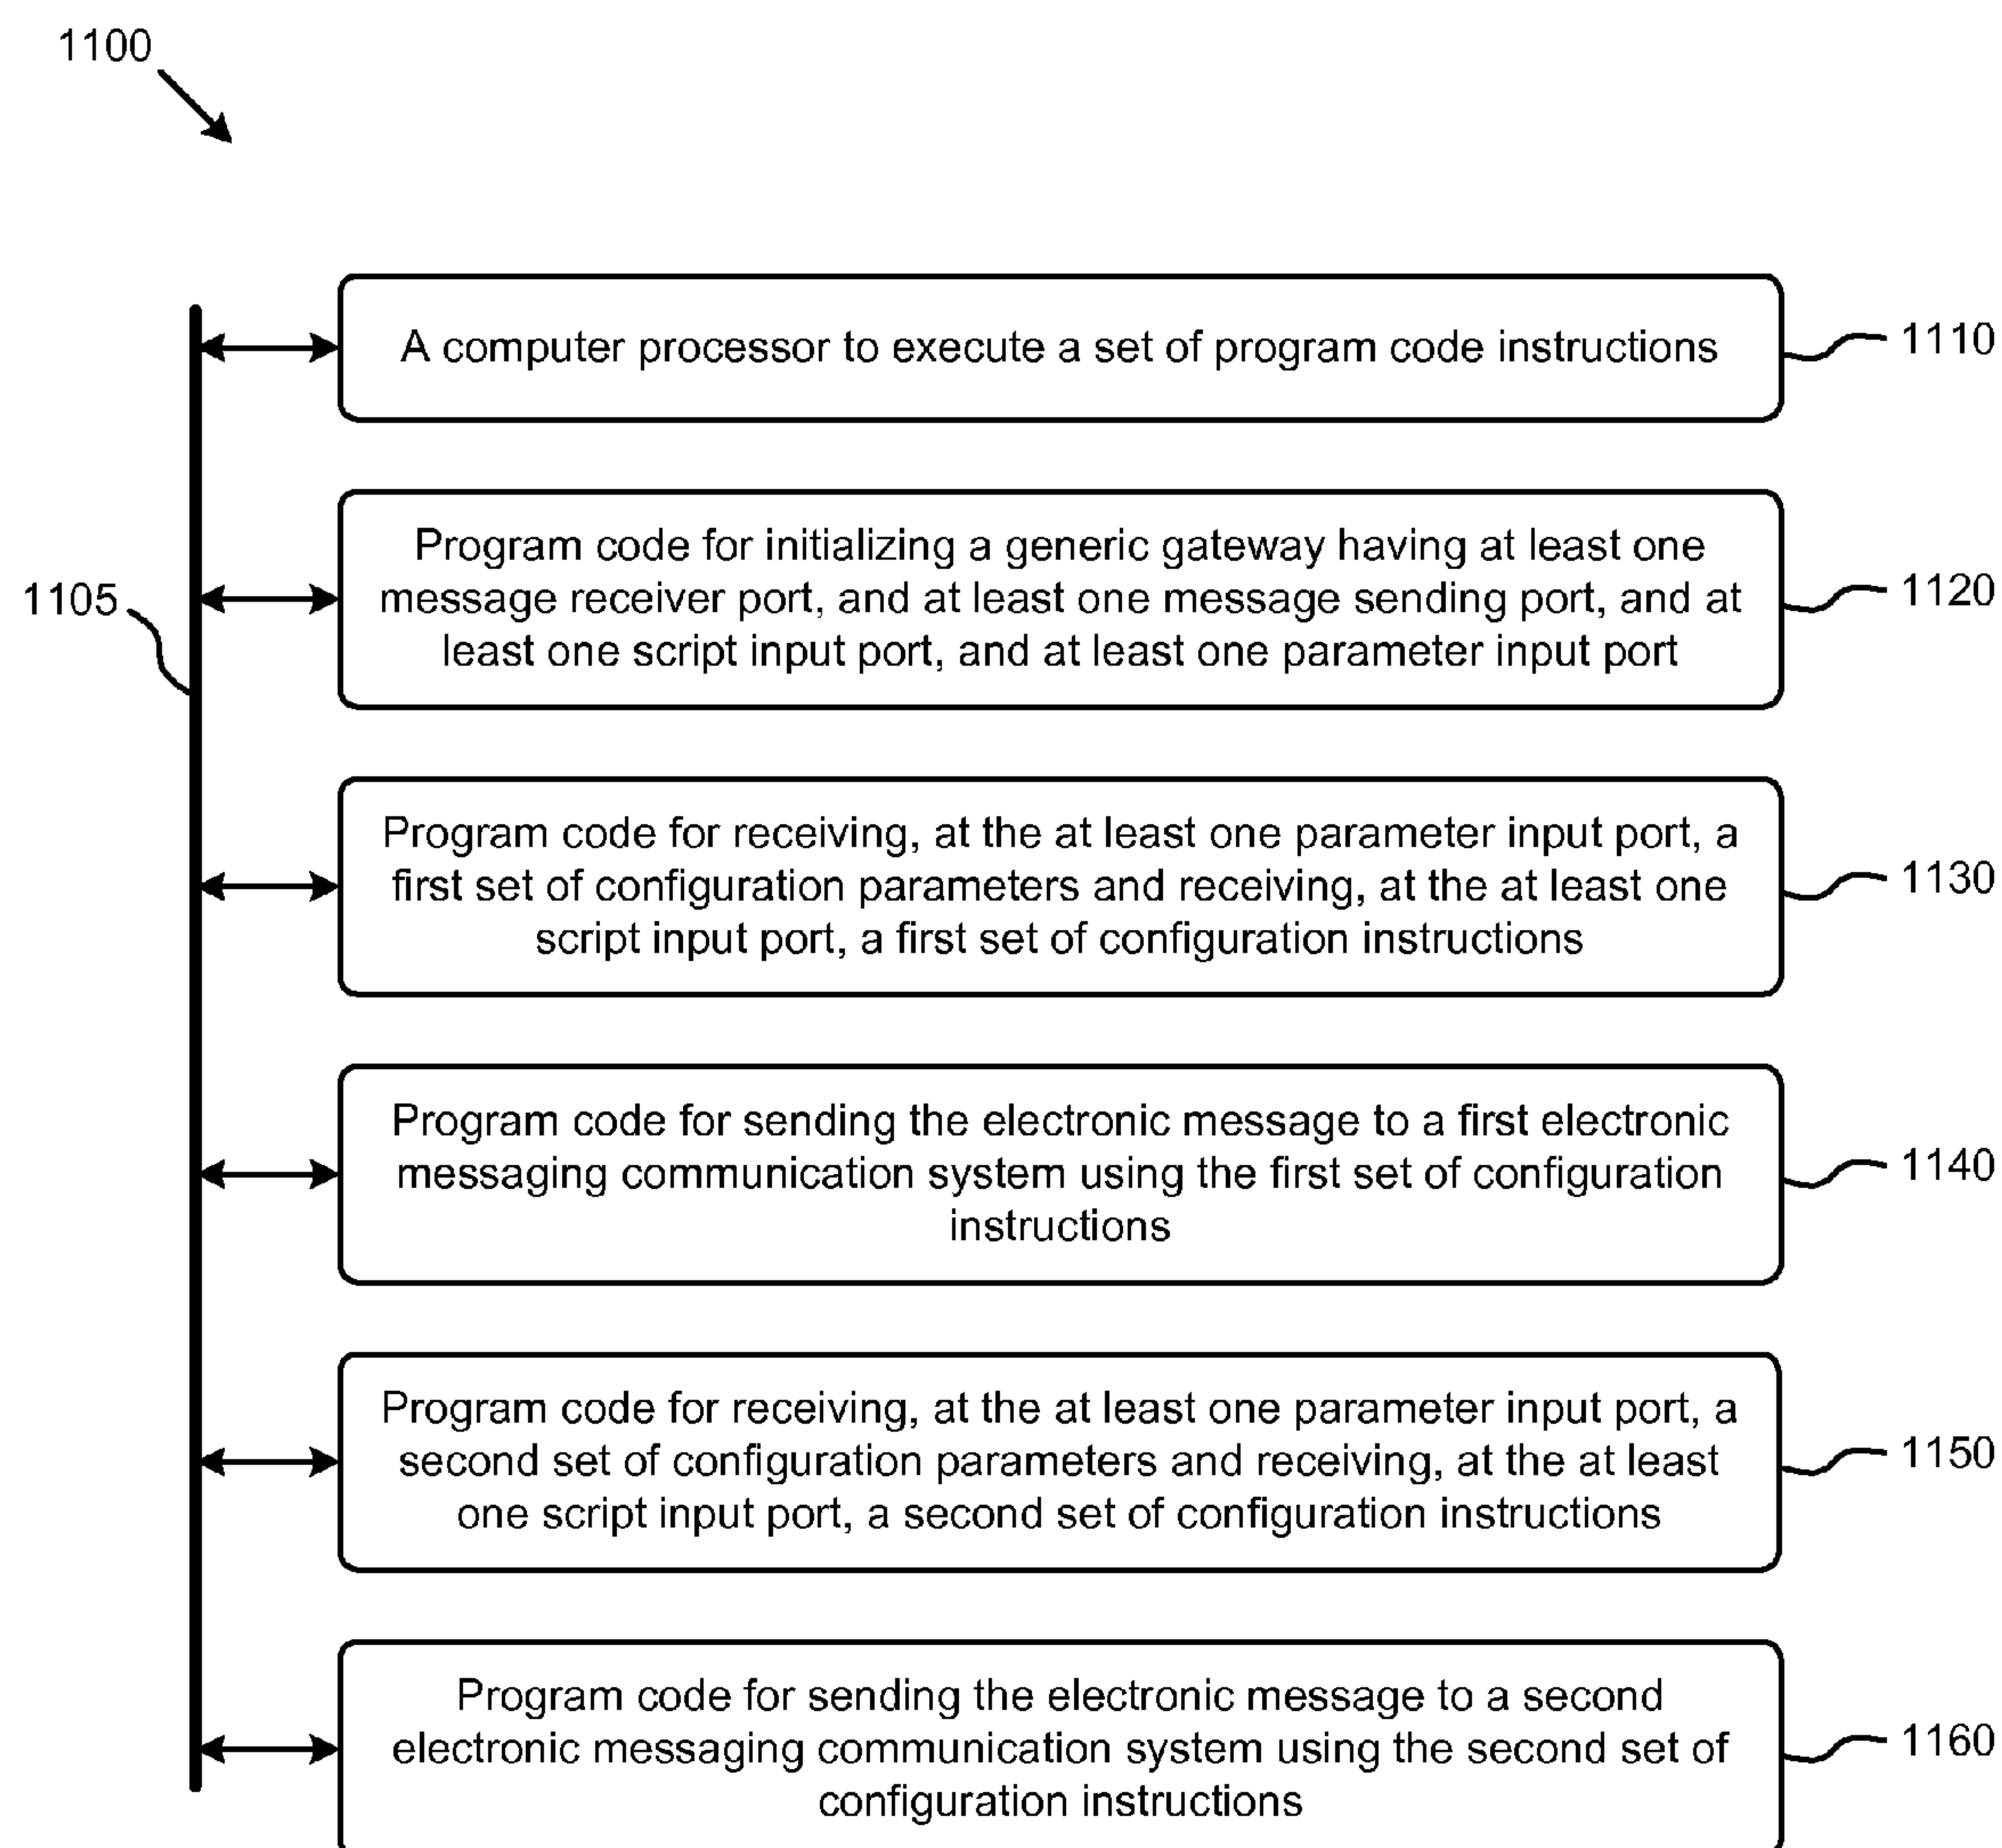 1100
A computer processor to execute a set of program code instructions
1110
Program code for initializing a generic gateway having at least one
message receiver port, and at least one message sending port, and at
least one script input port, and at least one parameter input port
1120
1105
Program code for receiving, at the at least one parameter input port, a
first set of configuration parameters and receiving, at the at least one
script input port, a first set of configuration instructions
1130
Program code for sending the electronic message to a first electronic
messaging communication system using the first set of configuration
instructions
1140
Program code for receiving, at the at least one parameter input port, a
second set of configuration parameters and receiving, at the at least
one script input port, a second set of configuration instructions
1150
Program code for sending the electronic message to a second
electronic messaging communication system using the second set of
configuration instructions
1160